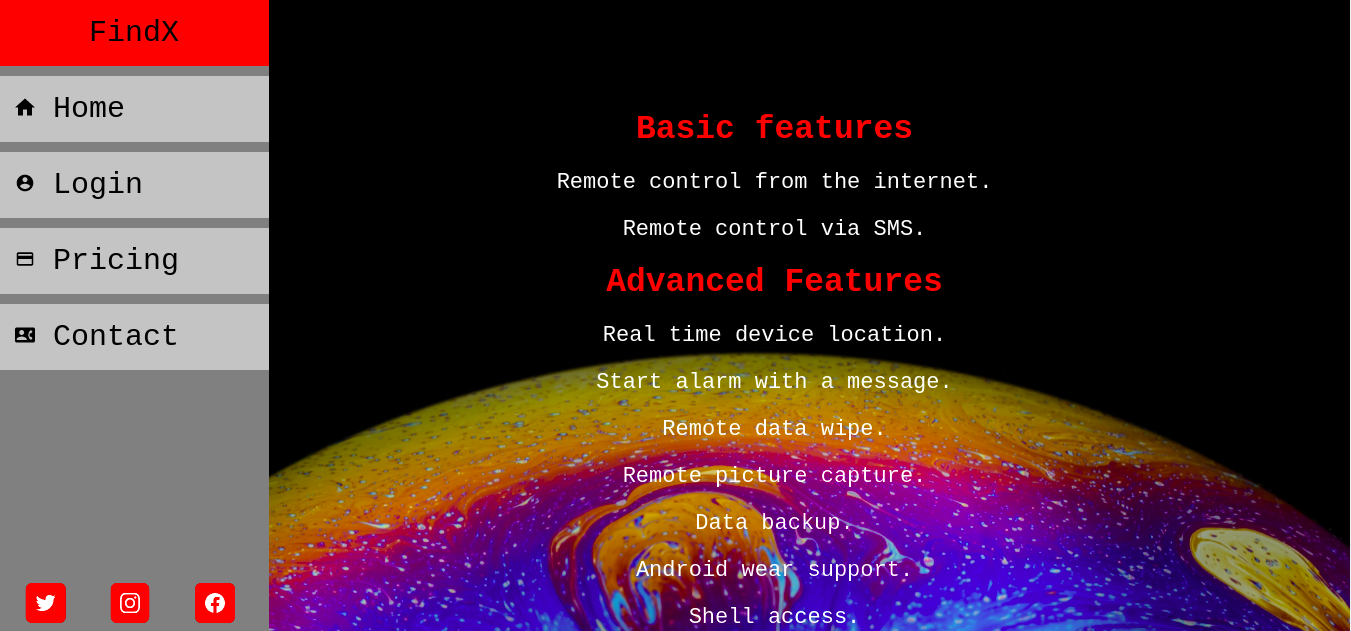 FindX
Home
Login
Pricing
Contact
Basic features
Remote control from the internet.
Remote control via SMS.
Advanced Features
Real time device location.
Start alarm with a message.
Remote data wipe.
Remote picture capture.
Data backup.
Android wear support.
Shell access.